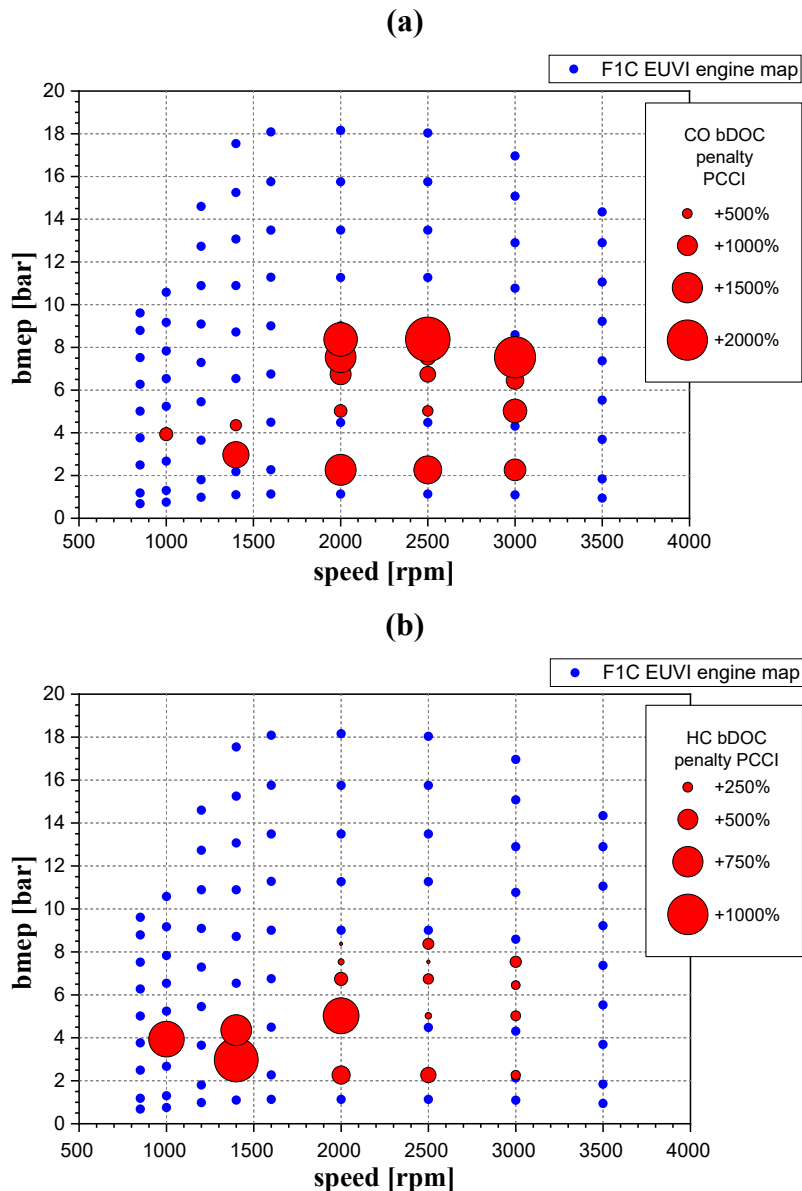 (a)
F1C EUVI engine map
CO bDOC
penalty
PCCI
+500%
+1000%
+1500%
+2000%
20
18
16
14
12
10
8
6
4
2
0
bmep [bar]
500 1000 1500 2000 2500 3000 3500 4000
speed [rpm]
(b)
F1C EUVI engine map
HC bDOC
penalty PCCI
+250%
+500%
+750%
+1000%
20
18
16
14
12
10
8
6
4
2
0
bmep [bar]
500 1000 1500 2000 2500 3000 3500 4000
speed [rpm]